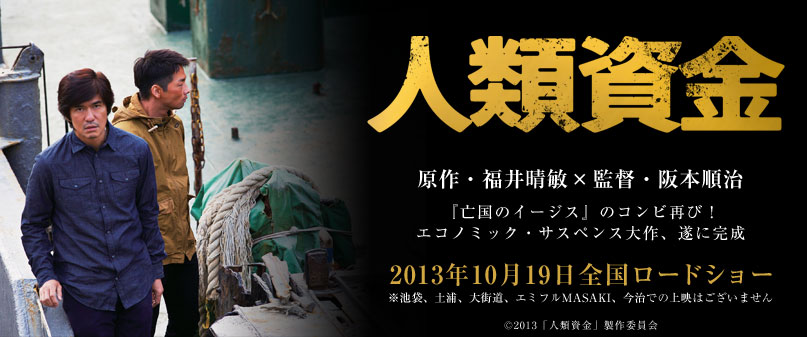 人類資金
原作・福井晴敏×監督・阪本順治
『亡国のイージス』のコンビ再び！
エコノミック・サスペンス大作、遂に完成
2013年10月19日全国ロードショー
※池袋、土浦、大街道、エミフルMASAKI、今治での上映はございません
©2013「人類資金」製作委員会